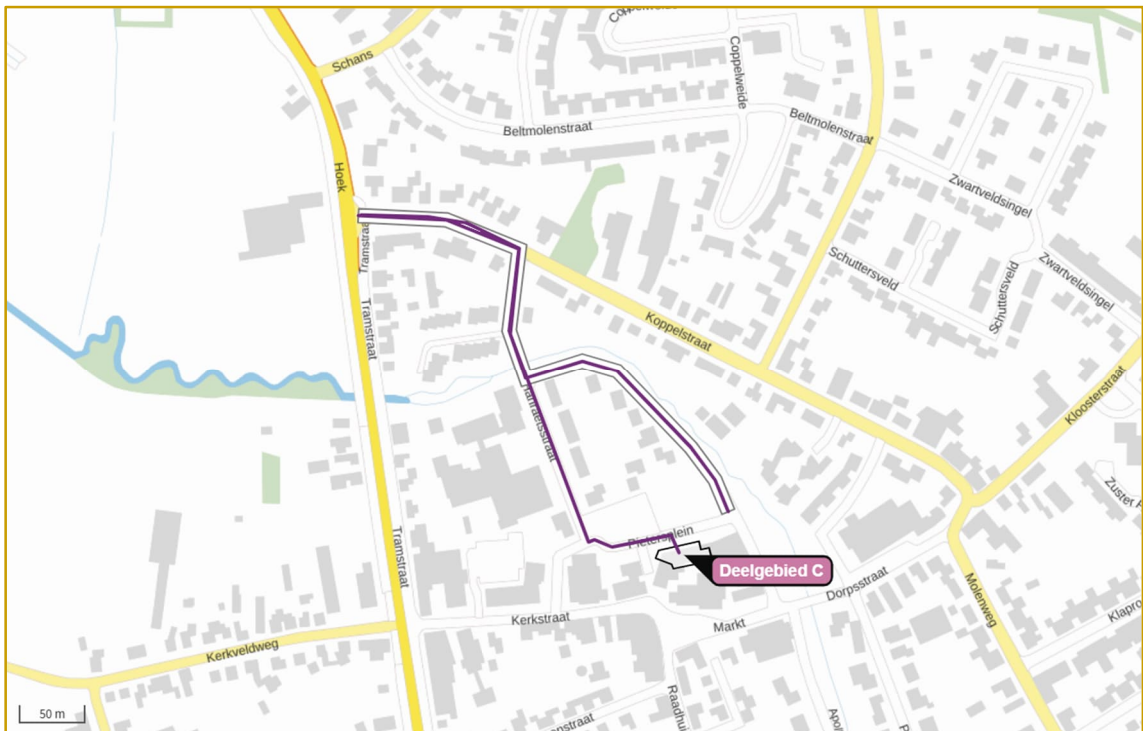 Schans
Coppelweide
Beltmolenstraat
Beltmolenstraat
Hoek
Zwartveldsingel
Tramstraat
Schuttersveld
Schuttersveld
Zwartveldsingel
Tramstraat
Koppelstraat
Kloosterstraat
Zuster
Pietersplein
Tramstraat
Deelgebied C
Dorpsstraat
Molenweg
Kerkstraat
Markt
Kerkveldweg
50 m